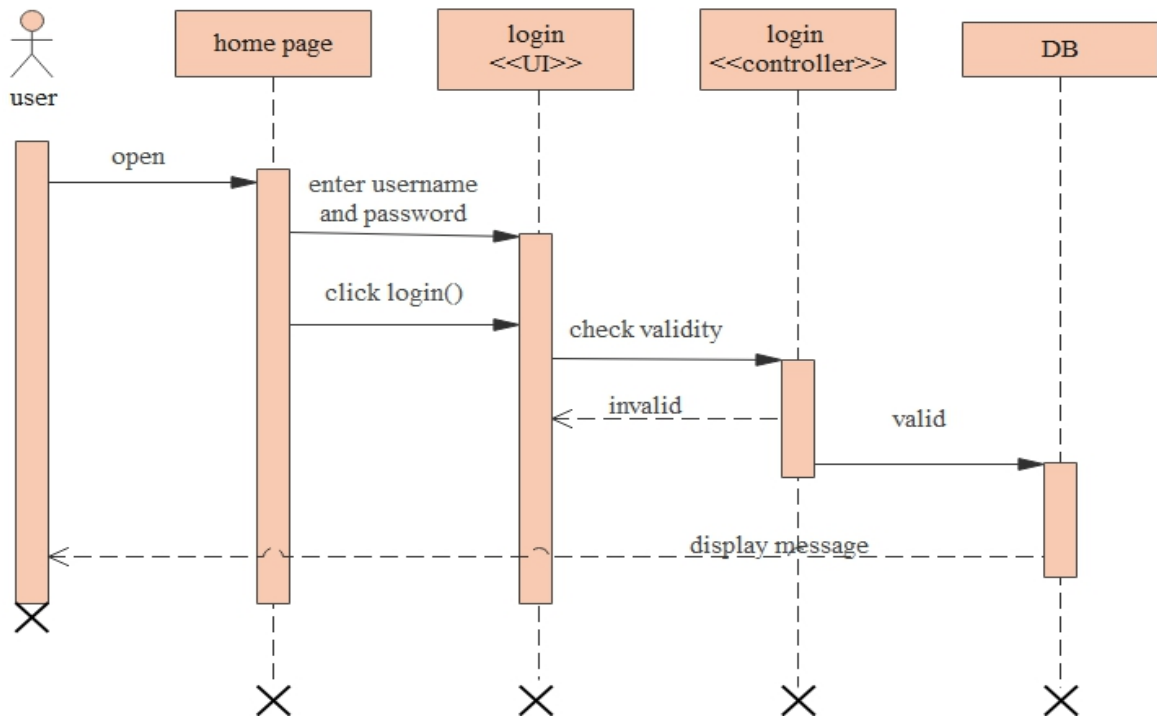 home page
login
<<UI>>
login
<<controller>>
DB
user
open
enter username
and password
click login()
check validity
invalid
valid
display message